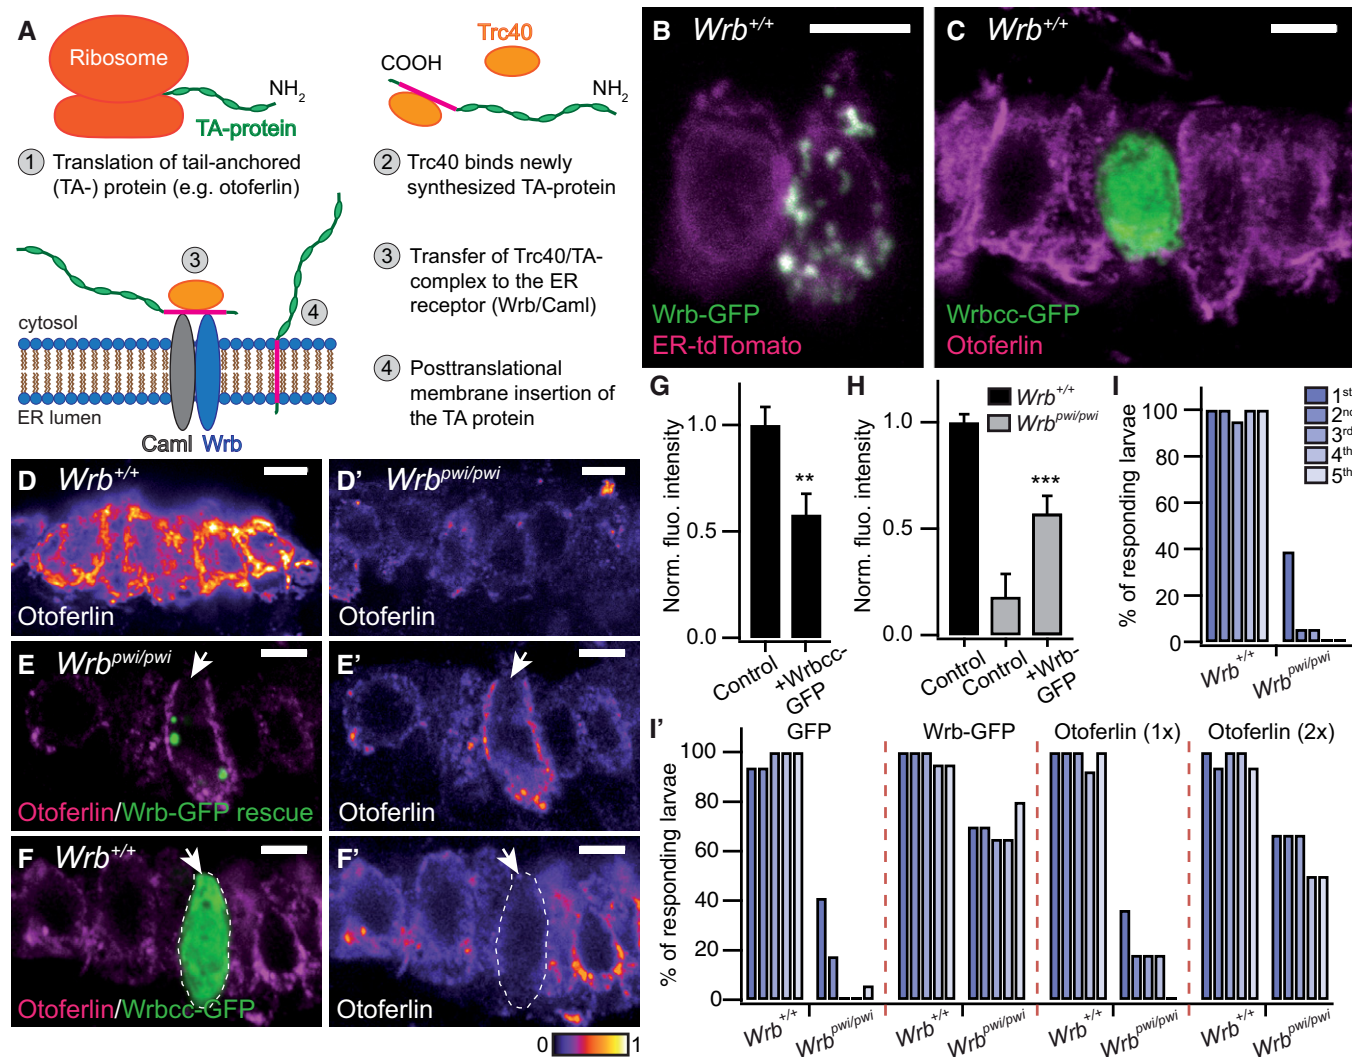 A
Ribosome
NH2
TA-protein
Trc40
COOH
NH2
1 Translation of tail-anchored
(TA-) protein (e.g. otoferlin)
2 Trc40 binds newly
synthesized TA-protein
3
4
cytosol
ER lumen
Caml Wrb
3 Transfer of Trc40/TA-
complex to the ER
receptor (Wrb/Caml)
4 Posttranslational
membrane insertion of
the TA protein
B Wrb+/+
Wrb-GFP
ER-tdTomato
C Wrb+/+
Wrbcc-GFP
Otoferlin
D Wrb+/+
Otoferlin
D' Wrbpwi/pwi
Otoferlin
E Wrbpwi/pwi
Otoferlin/Wrb-GFP rescue
E'
Otoferlin
F Wrb+/+
Otoferlin/Wrbcc-GFP
F'
Otoferlin
0 1
G
Norm. fluo. intensity
1.0
0.5
0.0
**
Control
+Wrbcc-
GFP
H
Norm. fluo. intensity
1.0
0.5
0.0
Wrb+/+
Wrbpwi/pwi
***
Control
Control
+Wrb-
GFP
I
% of responding larvae
100
80
60
40
20
0
1st
2nd
3rd
4th
5th
Wrb+/+
Wrbpwi/pwi
I'
GFP
Wrb-GFP
Otoferlin (1x)
Otoferlin (2x)
% of responding larvae
100
80
60
40
20
0
Wrb+/+
Wrbpwi/pwi
Wrb+/+
Wrbpwi/pwi
Wrb+/+
Wrbpwi/pwi
Wrb+/+
Wrbpwi/pwi